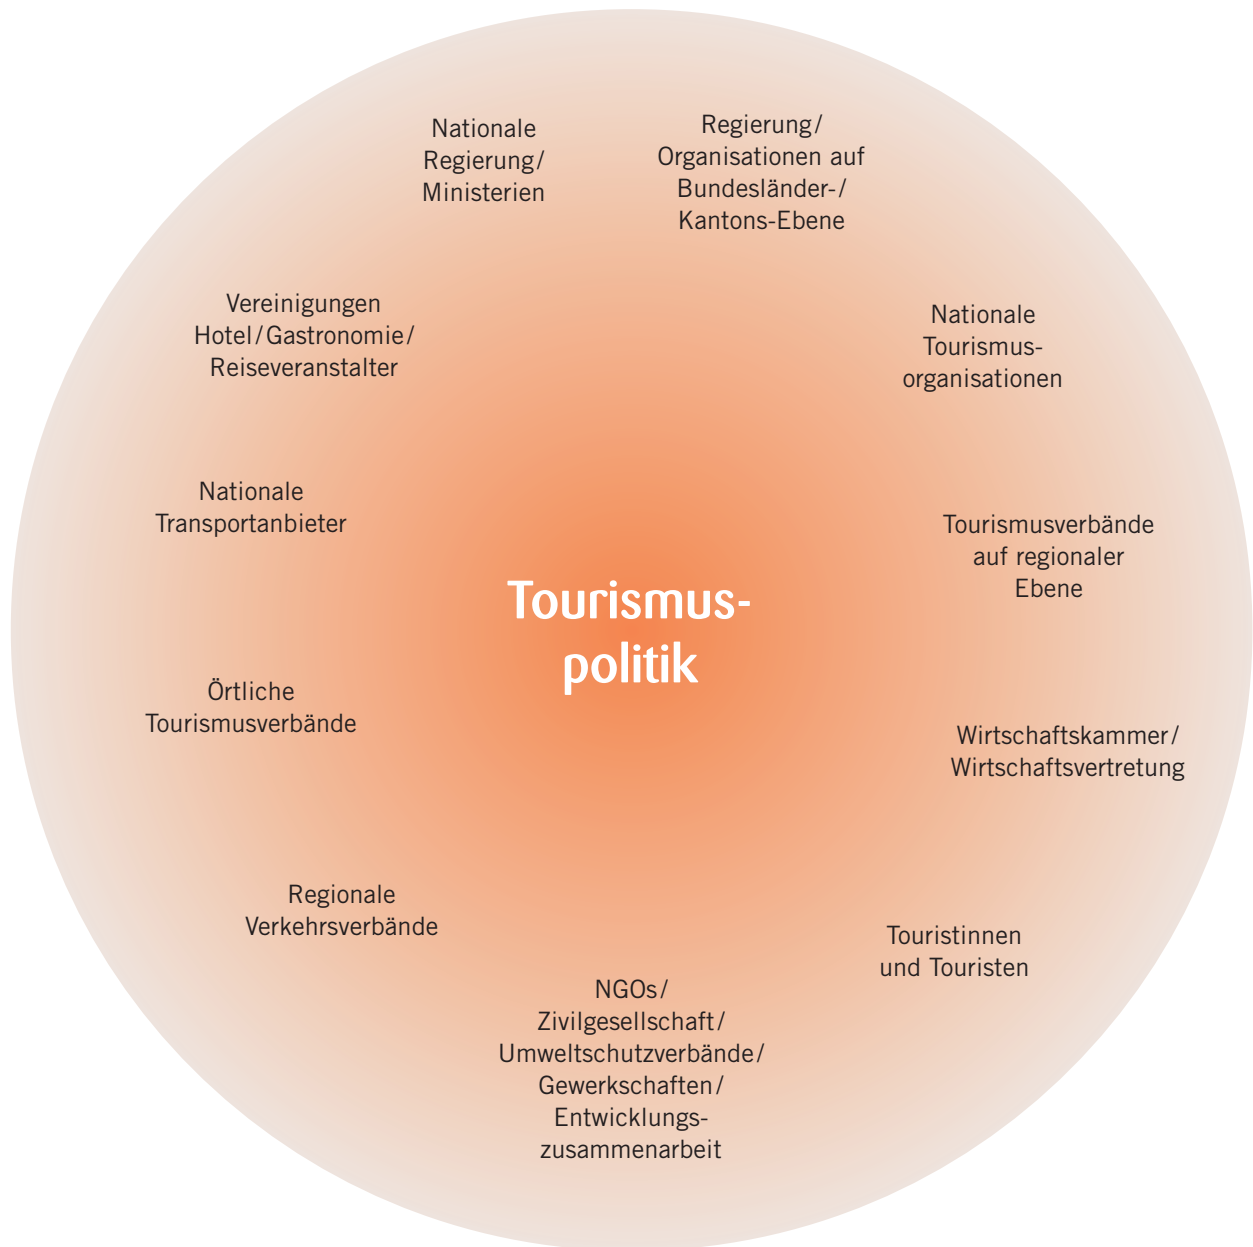 Nationale
Regierung/
Ministerien
Regierung/
Organisationen auf
Bundesländer-/
Kantons-Ebene
Vereinigungen
Hotel/Gastronomie/
Reiseveranstalter
Nationale
Tourismus-
organisationen
Nationale
Transportanbieter
Tourismusverbände
auf regionaler
Ebene
Tourismus-
politik
Örtliche
Tourismusverbände
Wirtschaftskammer/
Wirtschaftsvertretung
Regionale
Verkehrsverbände
Touristinnen
und Touristen
NGOs/
Zivilgesellschaft/
Umweltschutzverbände/
Gewerkschaften/
Entwicklungs-
zusammenarbeit